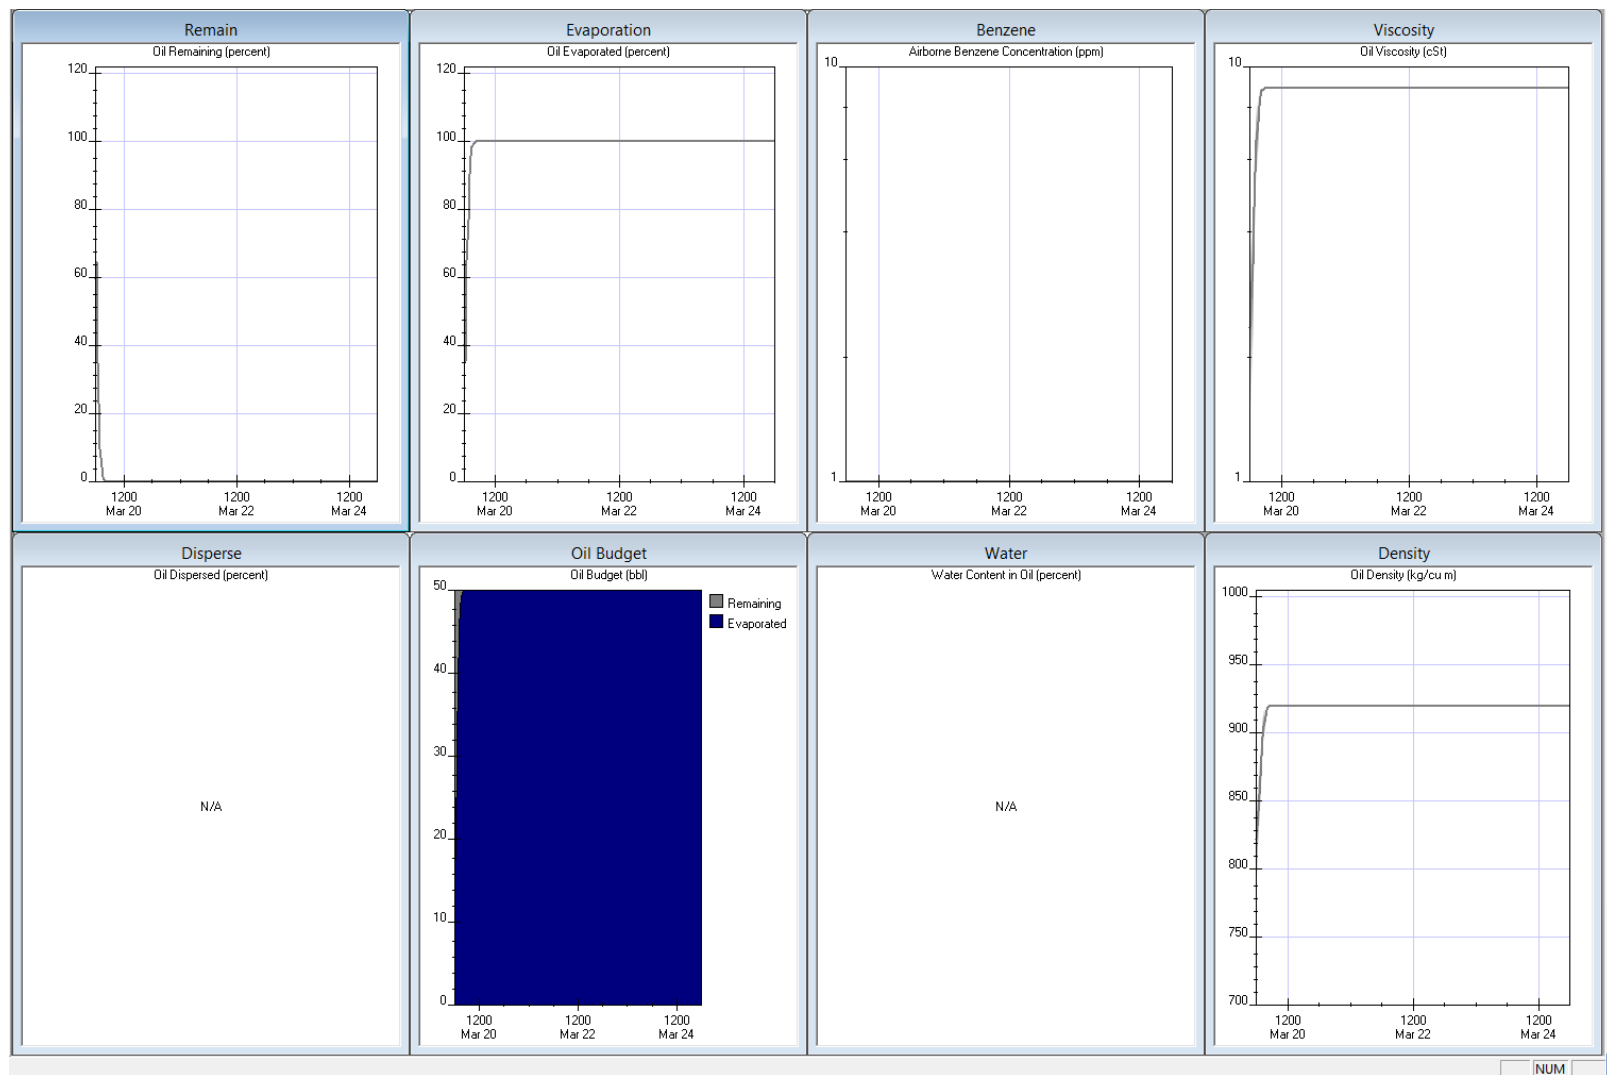 Remain
Oil Remaining (percent)
120
100
80
60
40
20
0
1200 1200 1200
Mar 20 Mar 22 Mar 24
Evaporation
Oil Evaporated (percent)
120
100
80
60
40
20
0
1200 1200 1200
Mar 20 Mar 22 Mar 24
Benzene
Airborne Benzene Concentration (ppm)
10
1
1200 1200 1200
Mar 20 Mar 22 Mar 24
Viscosity
Oil Viscosity (cSt)
10
1
1200 1200 1200
Mar 20 Mar 22 Mar 24
Disperse
Oil Dispersed (percent)
N/A
Oil Budget
Oil Budget (bbl)
50
40
30
20
10
0
1200 1200 1200
Mar 20 Mar 22 Mar 24
Remaining
Evaporated
Water
Water Content in Oil (percent)
N/A
Density
Oil Density (kg/cu m)
1000
950
900
850
800
750
700
1200 1200 1200
Mar 20 Mar 22 Mar 24
NUM